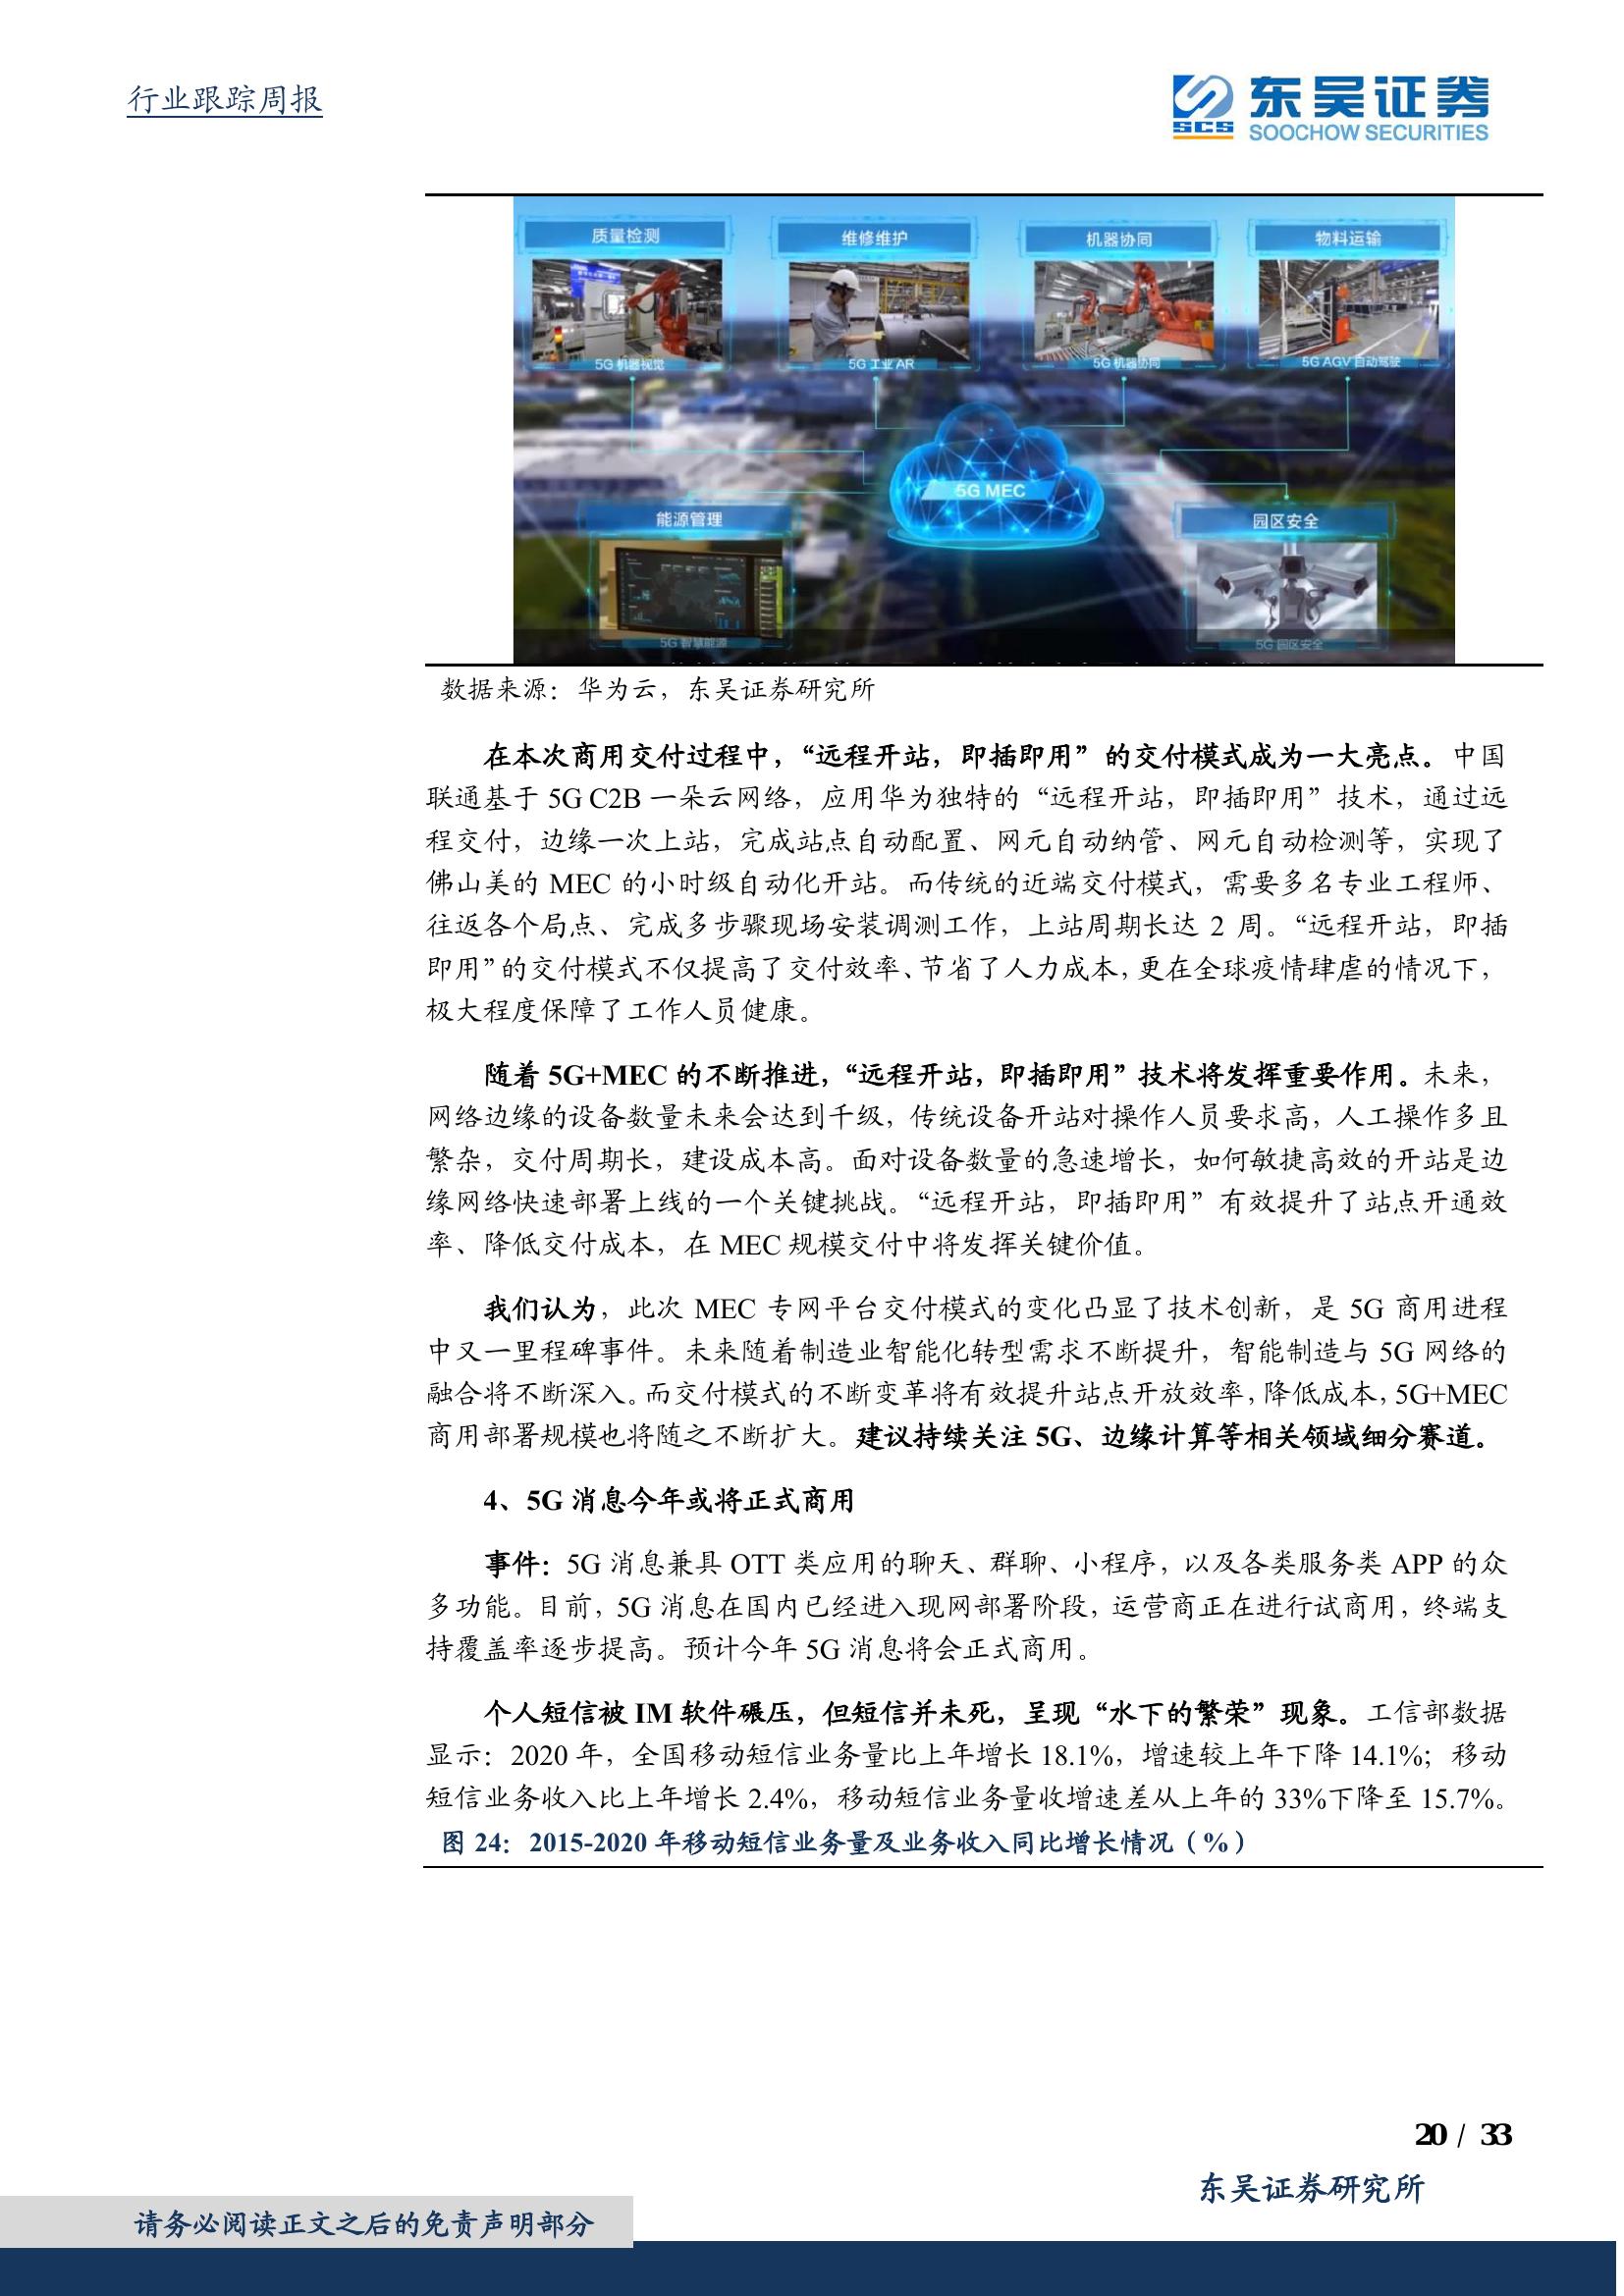 行业跟踪周报
东吴证券
SCS
SOOCHOW SECURITIES
质量检测
维修维护
机器协同
物料运输
5G 机器视觉
5G 工业 AR
5G 机器协同
5G AGV 自动驾驶
5G MEC
能源管理
园区安全
5G 智慧能源
5G 园区安全
数据来源：华为云，东吴证券研究所
在本次商用交付过程中，“远程开站，即插即用”的交付模式成为一大亮点。中国
联通基于 5G C2B 一朵云网络，应用华为独特的“远程开站，即插即用”技术，通过远
程交付，边缘一次上站，完成站点自动配置、网元自动纳管、网元自动检测等，实现了
佛山美的 MEC 的小时级自动化开站。而传统的近端交付模式，需要多名专业工程师、
往返各个局点、完成多步骤现场安装调测工作，上站周期长达 2 周。“远程开站，即插
即用”的交付模式不仅提高了交付效率、节省了人力成本，更在全球疫情肆虐的情况下，
极大程度保障了工作人员健康。
随着 5G+MEC 的不断推进，“远程开站，即插即用”技术将发挥重要作用。未来，
网络边缘的设备数量未来会达到千级，传统设备开站对操作人员要求高，人工操作多且
繁杂，交付周期长，建设成本高。面对设备数量的急速增长，如何敏捷高效的开站是边
缘网络快速部署上线的一个关键挑战。“远程开站，即插即用”有效提升了站点开通效
率、降低交付成本，在 MEC 规模交付中将发挥关键价值。
我们认为，此次 MEC 专网平台交付模式的变化凸显了技术创新，是 5G 商用进程
中又一里程碑事件。未来随着制造业智能化转型需求不断提升，智能制造与 5G 网络的
融合将不断深入。而交付模式的不断变革将有效提升站点开放效率，降低成本，5G+MEC
商用部署规模也将随之不断扩大。建议持续关注 5G、边缘计算等相关领域细分赛道。
4、5G 消息今年或将正式商用
事件：5G 消息兼具 OTT 类应用的聊天、群聊、小程序，以及各类服务类 APP 的众
多功能。目前，5G 消息在国内已经进入现网部署阶段，运营商正在进行试商用，终端支
持覆盖率逐步提高。预计今年 5G 消息将会正式商用。
个人短信被 IM 软件碾压，但短信并未死，呈现“水下的繁荣”现象。工信部数据
显示：2020 年，全国移动短信业务量比上年增长 18.1%，增速较上年下降 14.1%；移动
短信业务收入比上年增长 2.4%，移动短信业务量收增速差从上年的 33%下降至 15.7%。
图 24：2015-2020 年移动短信业务量及业务收入同比增长情况（%）
20 / 33
东吴证券研究所
请务必阅读正文之后的免责声明部分